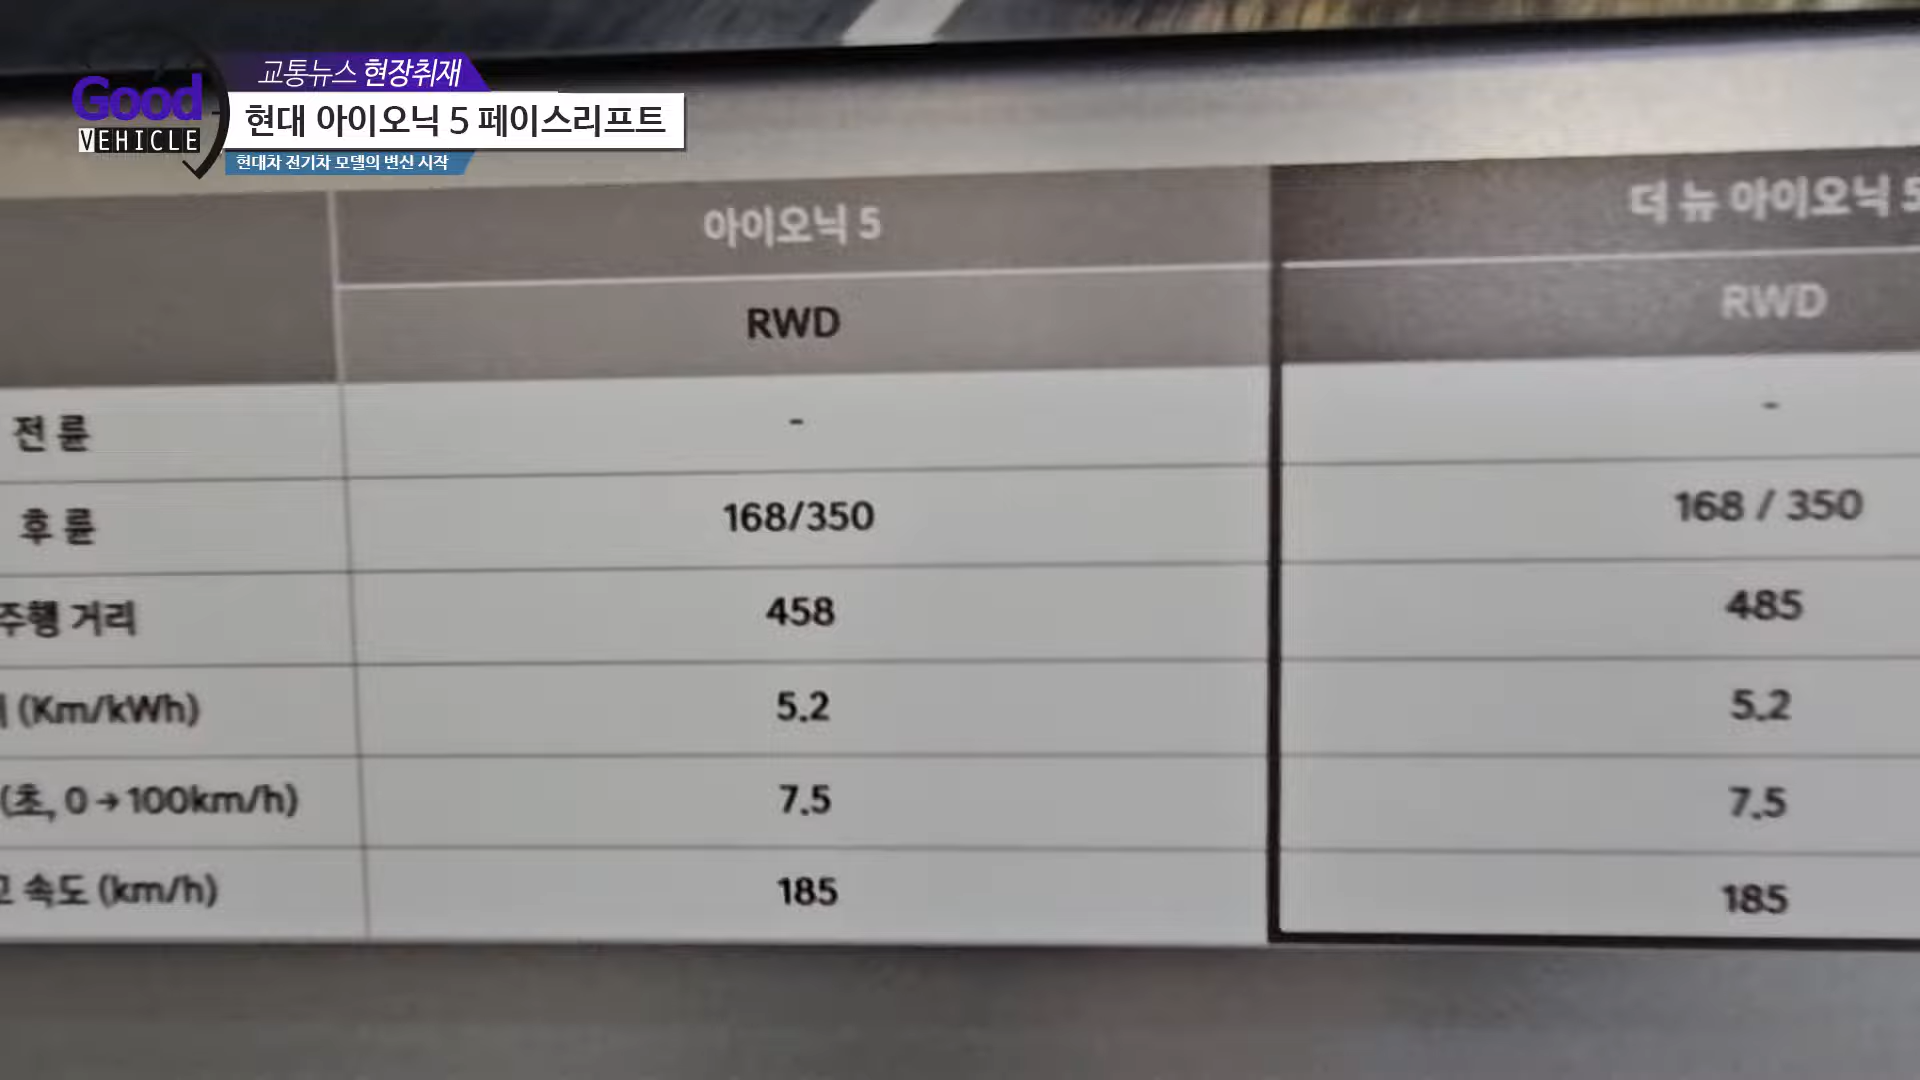 교통뉴스 현장취재
Good
VEHICLE
현대 아이오닉 5 페이스리프트
현대차 전기차 모델의 변신 시작
아이오닉 5 더 뉴 아이오닉 5
RWD RWD
전륜 - -
후륜 168/350 168 / 350
주행 거리 458 485
(Km/kWh) 5.2 5.2
(초, 0→100km/h) 7.5 7.5
속도 (km/h) 185 185